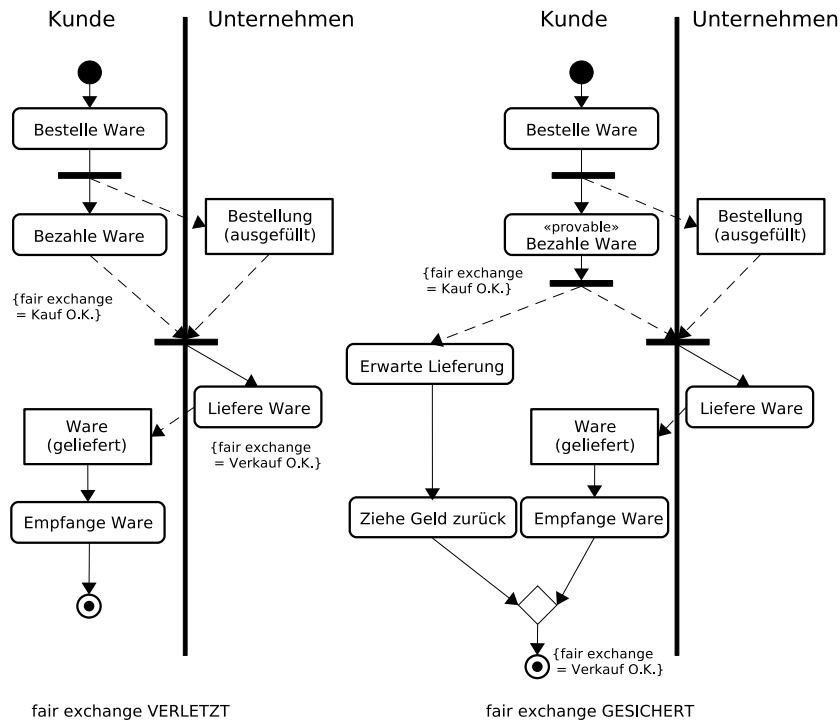 Kunde
Unternehmen
Bestelle Ware
Bezahle Ware
Bestellung
(ausgefüllt)
{fair exchange
= Kauf O.K.}
Liefere Ware
Ware
(geliefert)
{fair exchange
= Verkauf O.K.}
Empfange Ware
fair exchange VERLETZT
Kunde
Unternehmen
Bestelle Ware
«provable»
Bezahle Ware
Bestellung
(ausgefüllt)
{fair exchange
= Kauf O.K.}
Erwarte Lieferung
Liefere Ware
Ware
(geliefert)
Ziehe Geld zurück
Empfange Ware
{fair exchange
= Verkauf O.K.}
fair exchange GESICHERT